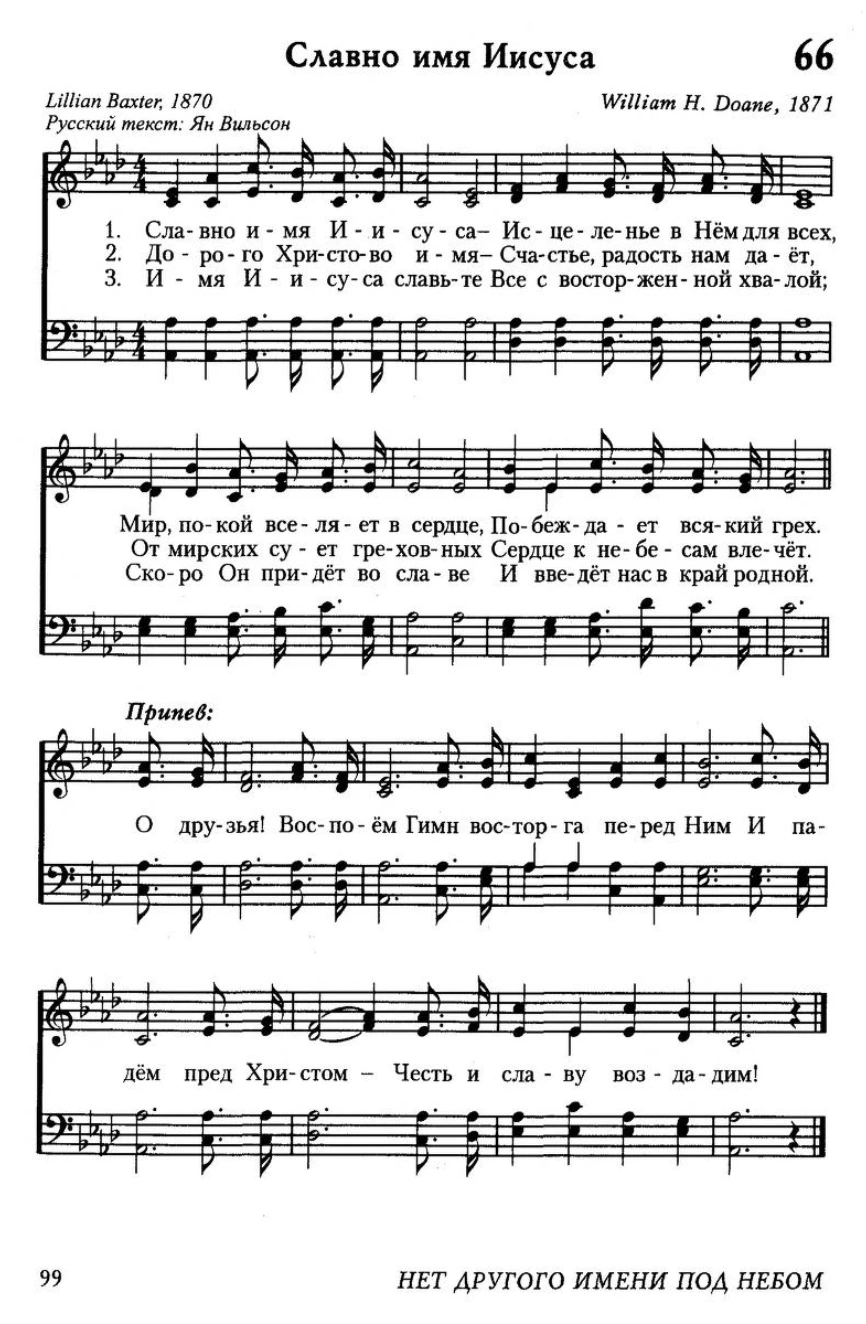 Славно имя Иисуса
66
Lillian Baxter, 1870
William H. Doane, 1871
Русский текст: Ян Вильсон
1. Сла-вно и-мя И-и-су-са– Ис-це-ле-нье в Нём для всех,
2. До-ро-го Христо-во и-мя– Сча-стье, радость нам да-ёт,
3. И-мя И-и-су-са славь-те Все с востор-жен-ной хва-лой;
Мир, по-кой все-ля-ет в сердце, По-беж-да-ет вся-кий грех.
От мирских су-ет гре-хов-ных Сердце к не-бе-сам вле-чёт.
Ско-ро Он при-дёт во сла-ве И вве-дёт нас в край родной.
Припев:
О дру-зья! Вос-по-ём Гимн вос-тор-га пе-ред Ним И па-
дём пред Хри-стом – Честь и сла-ву воз-да-дим!
99
НЕТ ДРУГОГО ИМЕНИ ПОД НЕБОМ